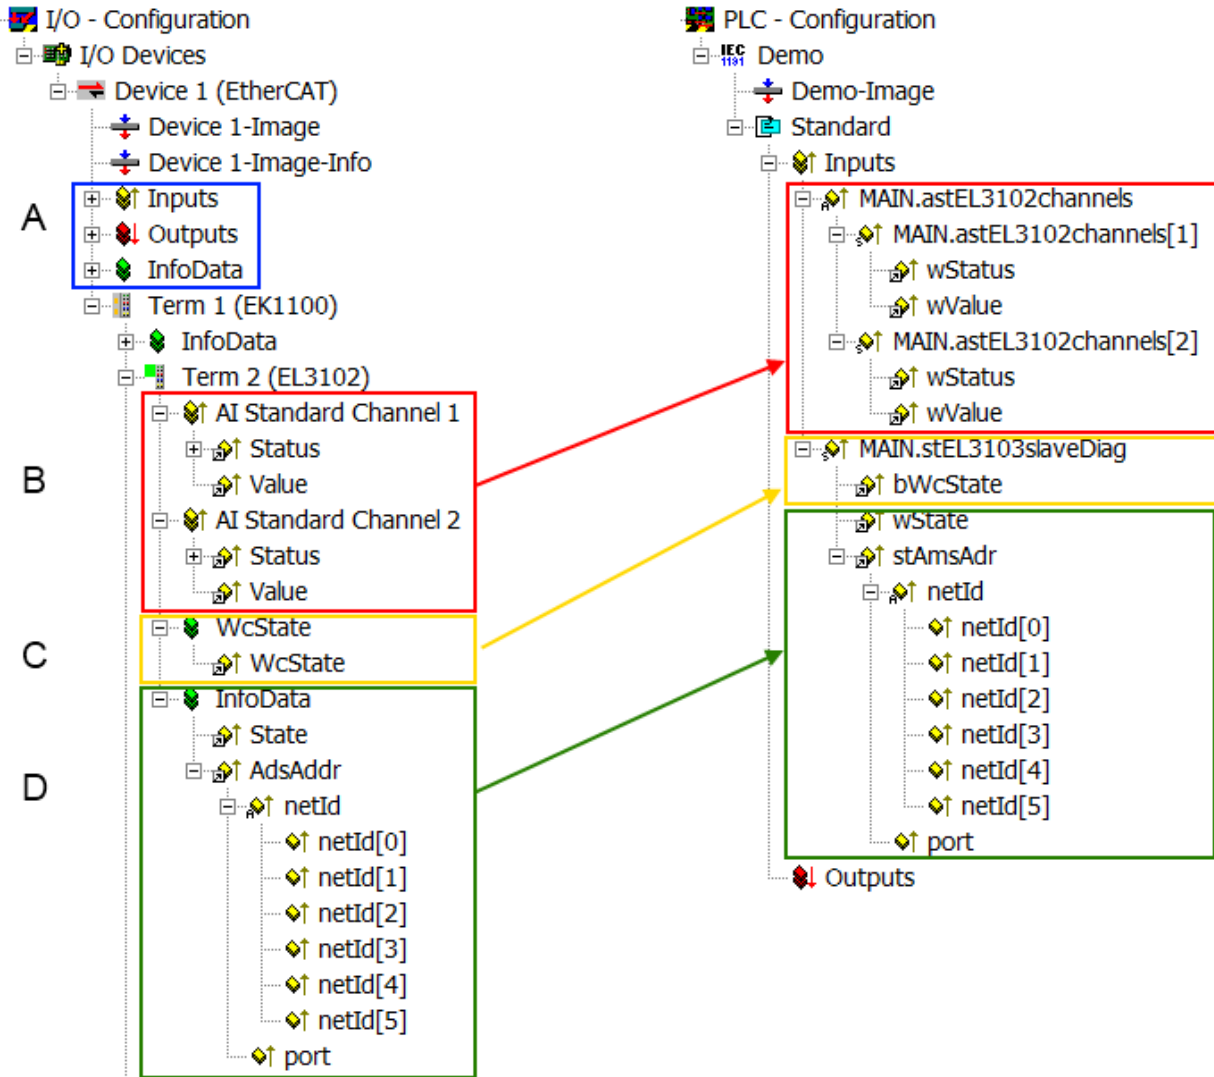 I/O - Configuration
I/O Devices
Device 1 (EtherCAT)
Device 1-Image
Device 1-Image-Info
A
Inputs
Outputs
InfoData
Term 1 (EK1100)
InfoData
Term 2 (EL3102)
B
AI Standard Channel 1
Status
Value
AI Standard Channel 2
Status
Value
C
WcState
WcState
D
InfoData
State
AdsAddr
netId
netId[0]
netId[1]
netId[2]
netId[3]
netId[4]
netId[5]
port
PLC - Configuration
IEC
1131
Demo
Demo-Image
Standard
Inputs
MAIN.astEL3102channels
MAIN.astEL3102channels[1]
wStatus
wValue
MAIN.astEL3102channels[2]
wStatus
wValue
MAIN.stEL3103slaveDiag
bWcState
wState
stAmsAdr
netId
netId[0]
netId[1]
netId[2]
netId[3]
netId[4]
netId[5]
port
Outputs